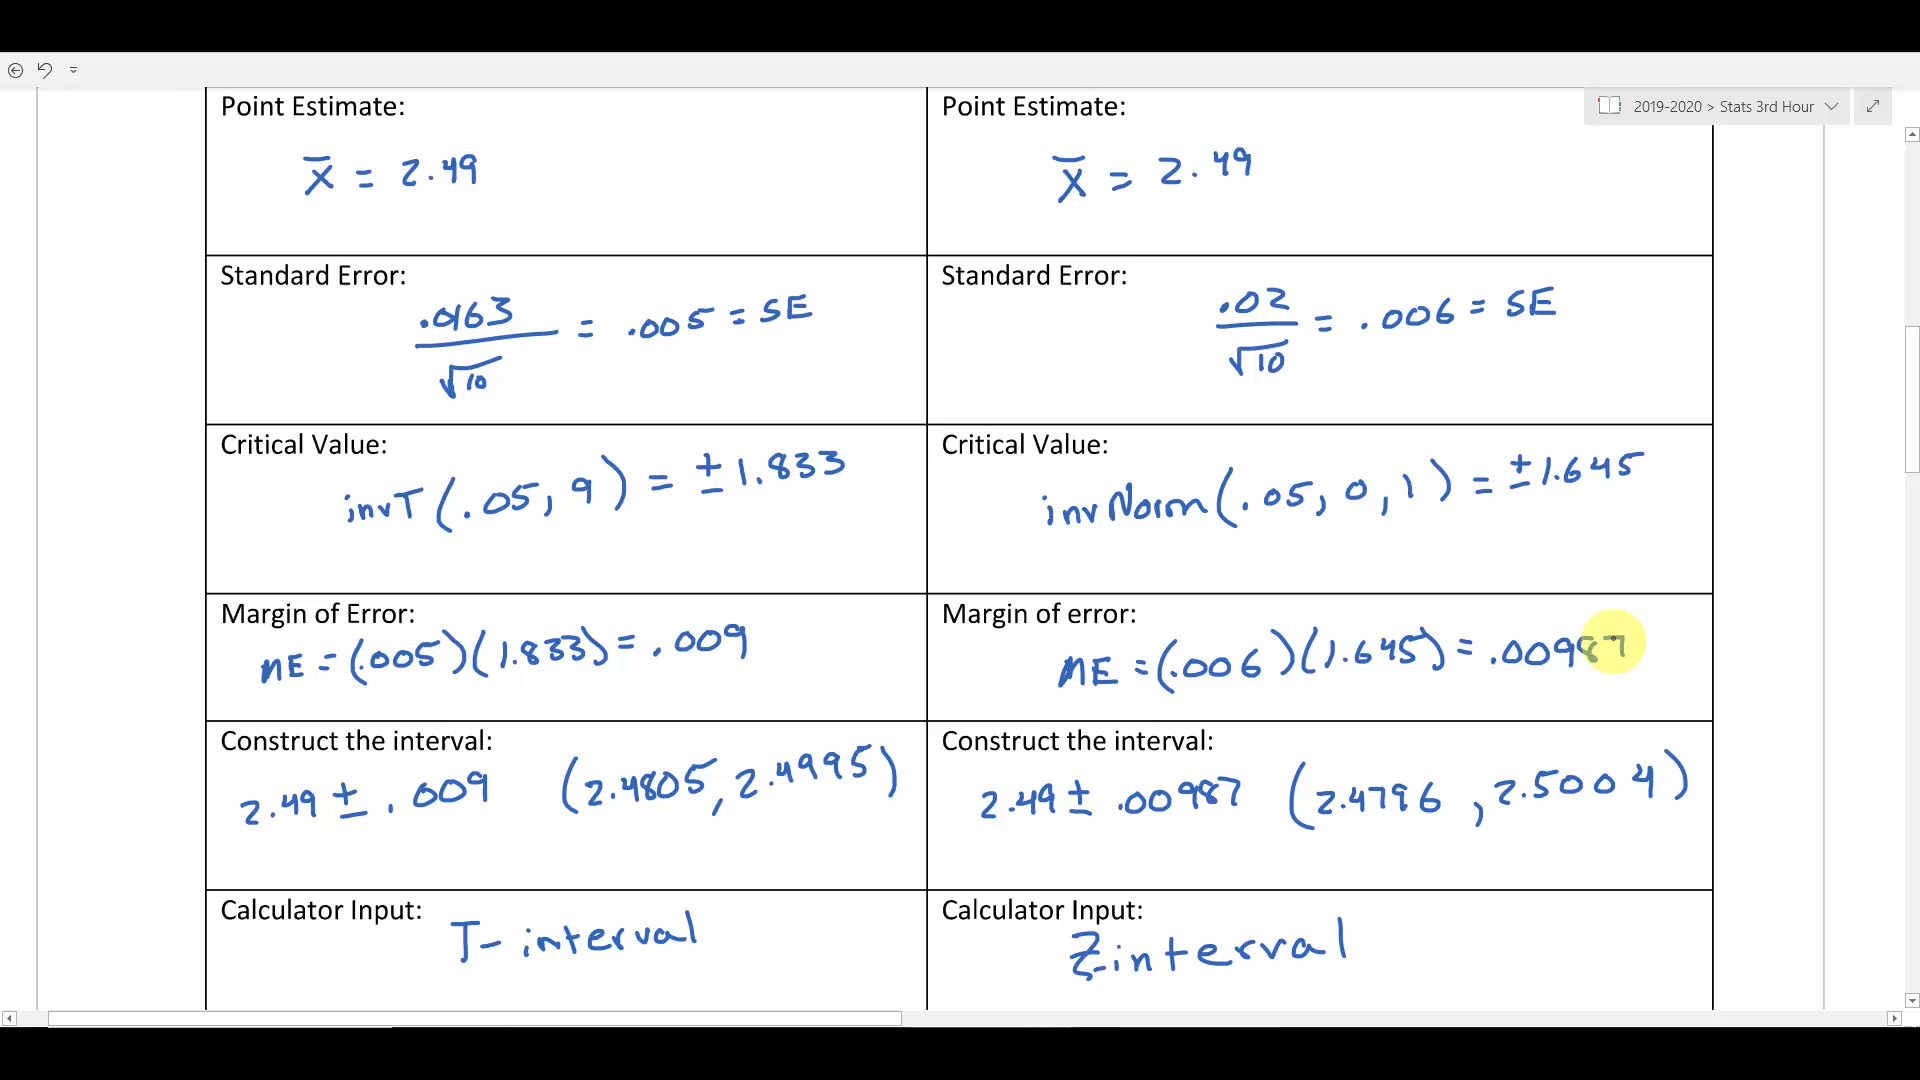 2019-2020 > Stats 3rd Hour
Point Estimate:
x̄ = 2.49
Point Estimate:
x̄ = 2.49
Standard Error:
.0163/√10 = .005 = SE
Standard Error:
.02/√10 = .006 = SE
Critical Value:
invT(.05, 9) = ±1.833
Critical Value:
invNorm(.05, 0, 1) = ±1.645
Margin of Error:
ME = (.005)(1.833) = .009
Margin of error:
ME = (.006)(1.645) = .00987
Construct the interval:
2.49 ± .009 (2.4805, 2.4995)
Construct the interval:
2.49 ± .00987 (2.4796, 2.5004)
Calculator Input:
T-interval
Calculator Input:
Z-interval